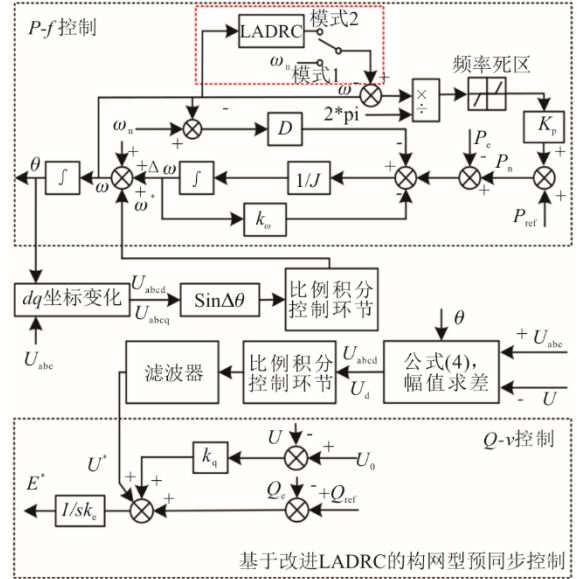 P-f 控制
LADRC
模式2
ωn
模式1
频率死区
ω
-
+
×
÷
2*pi
ωn
-
+
D
Kp
Pe
-
Pn
+
+
+
Pref
θ
∫
ω
+
+
Δω
+
ω*
∫
1/J
-
+
-
kω
dq坐标变化
Uabcd
Uabcq
SinΔθ
比例积分
控制环节
Uabc
θ
滤波器
比例积分
控制环节
Uabcd
Ud
公式(4),
幅值求差
+ Uabc
- U
Q-v控制
U
-
+
U0
kq
U*
+
+
+
E*
1/ske
Qe
-
+Qref
基于改进LADRC的构网型预同步控制